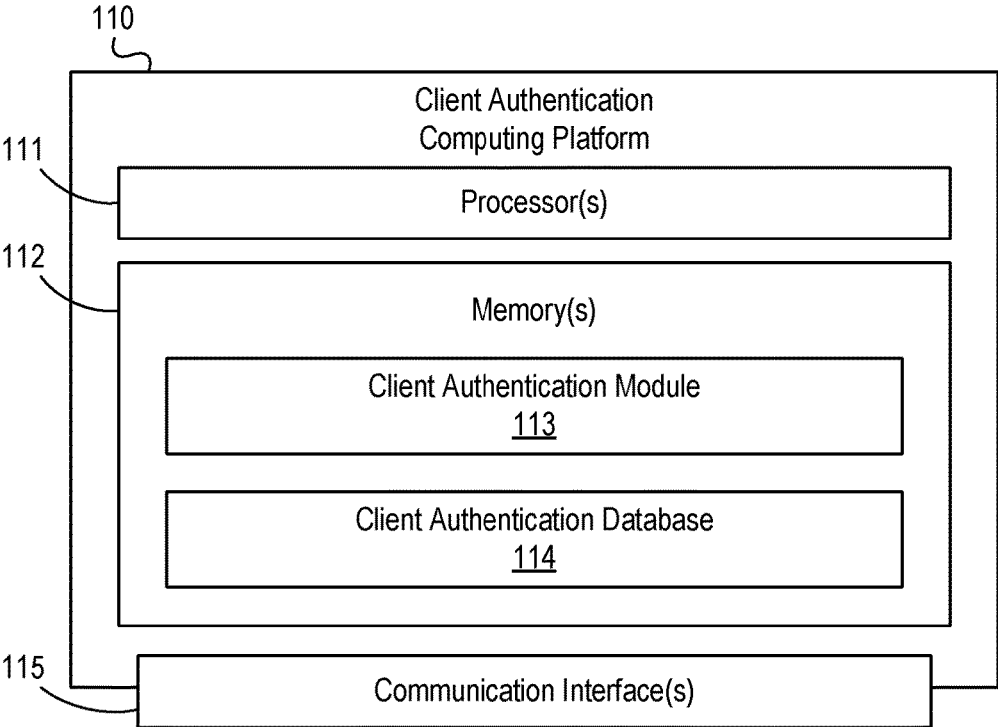 110
Client Authentication
Computing Platform
111
Processor(s)
112
Memory(s)
Client Authentication Module
113
Client Authentication Database
114
115
Communication Interface(s)